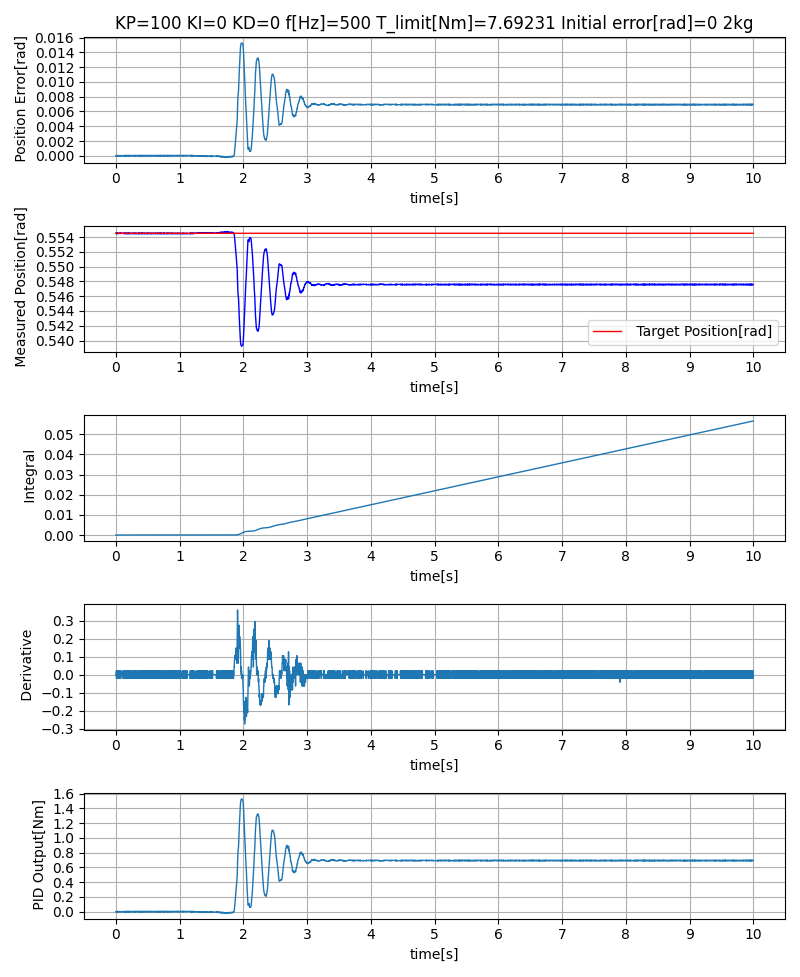 KP=100 KI=0 KD=0 f[Hz]=500 T_limit[Nm]=7.69231 Initial error[rad]=0 2kg
Position Error[rad]
0.016
0.014
0.012
0.010
0.008
0.006
0.004
0.002
0.000
0 1 2 3 4 5 6 7 8 9 10
time[s]
Measured Position[rad]
0.554
0.552
0.550
0.548
0.546
0.544
0.542
0.540
Target Position[rad]
0 1 2 3 4 5 6 7 8 9 10
time[s]
Integral
0.05
0.04
0.03
0.02
0.01
0.00
0 1 2 3 4 5 6 7 8 9 10
time[s]
Derivative
0.3
0.2
0.1
0.0
−0.1
−0.2
−0.3
0 1 2 3 4 5 6 7 8 9 10
time[s]
PID Output[Nm]
1.6
1.4
1.2
1.0
0.8
0.6
0.4
0.2
0.0
0 1 2 3 4 5 6 7 8 9 10
time[s]